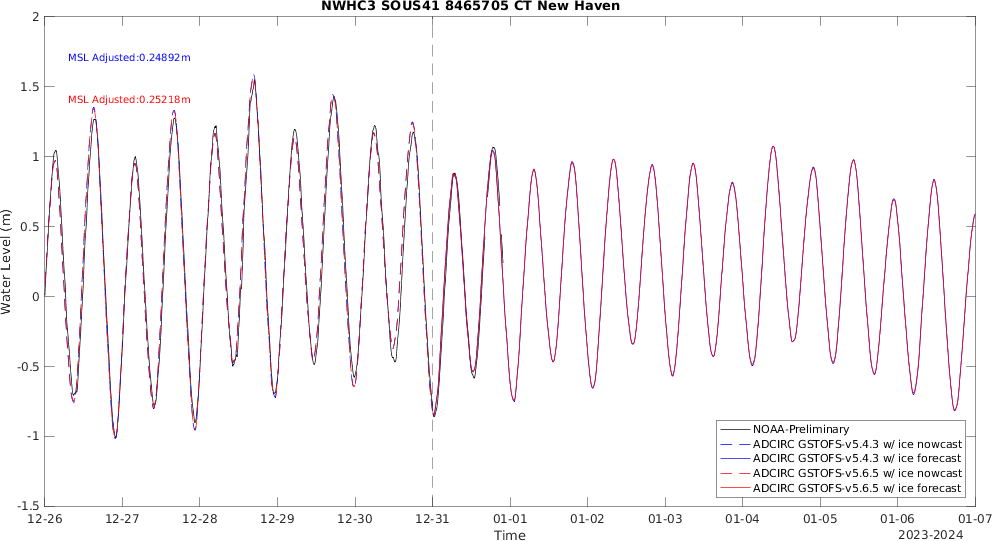 NWHC3 SOUS41 8465705 CT New Haven
MSL Adjusted:0.24892m
MSL Adjusted:0.25218m
Water Level (m)
2
1.5
1
0.5
0
-0.5
-1
-1.5
NOAA-Preliminary
ADCIRC GSTOFS-v5.4.3 w/ ice nowcast
ADCIRC GSTOFS-v5.4.3 w/ ice forecast
ADCIRC GSTOFS-v5.6.5 w/ ice nowcast
ADCIRC GSTOFS-v5.6.5 w/ ice forecast
12-26 12-27 12-28 12-29 12-30 12-31 01-01 01-02 01-03 01-04 01-05 01-06 01-07
Time
2023-2024